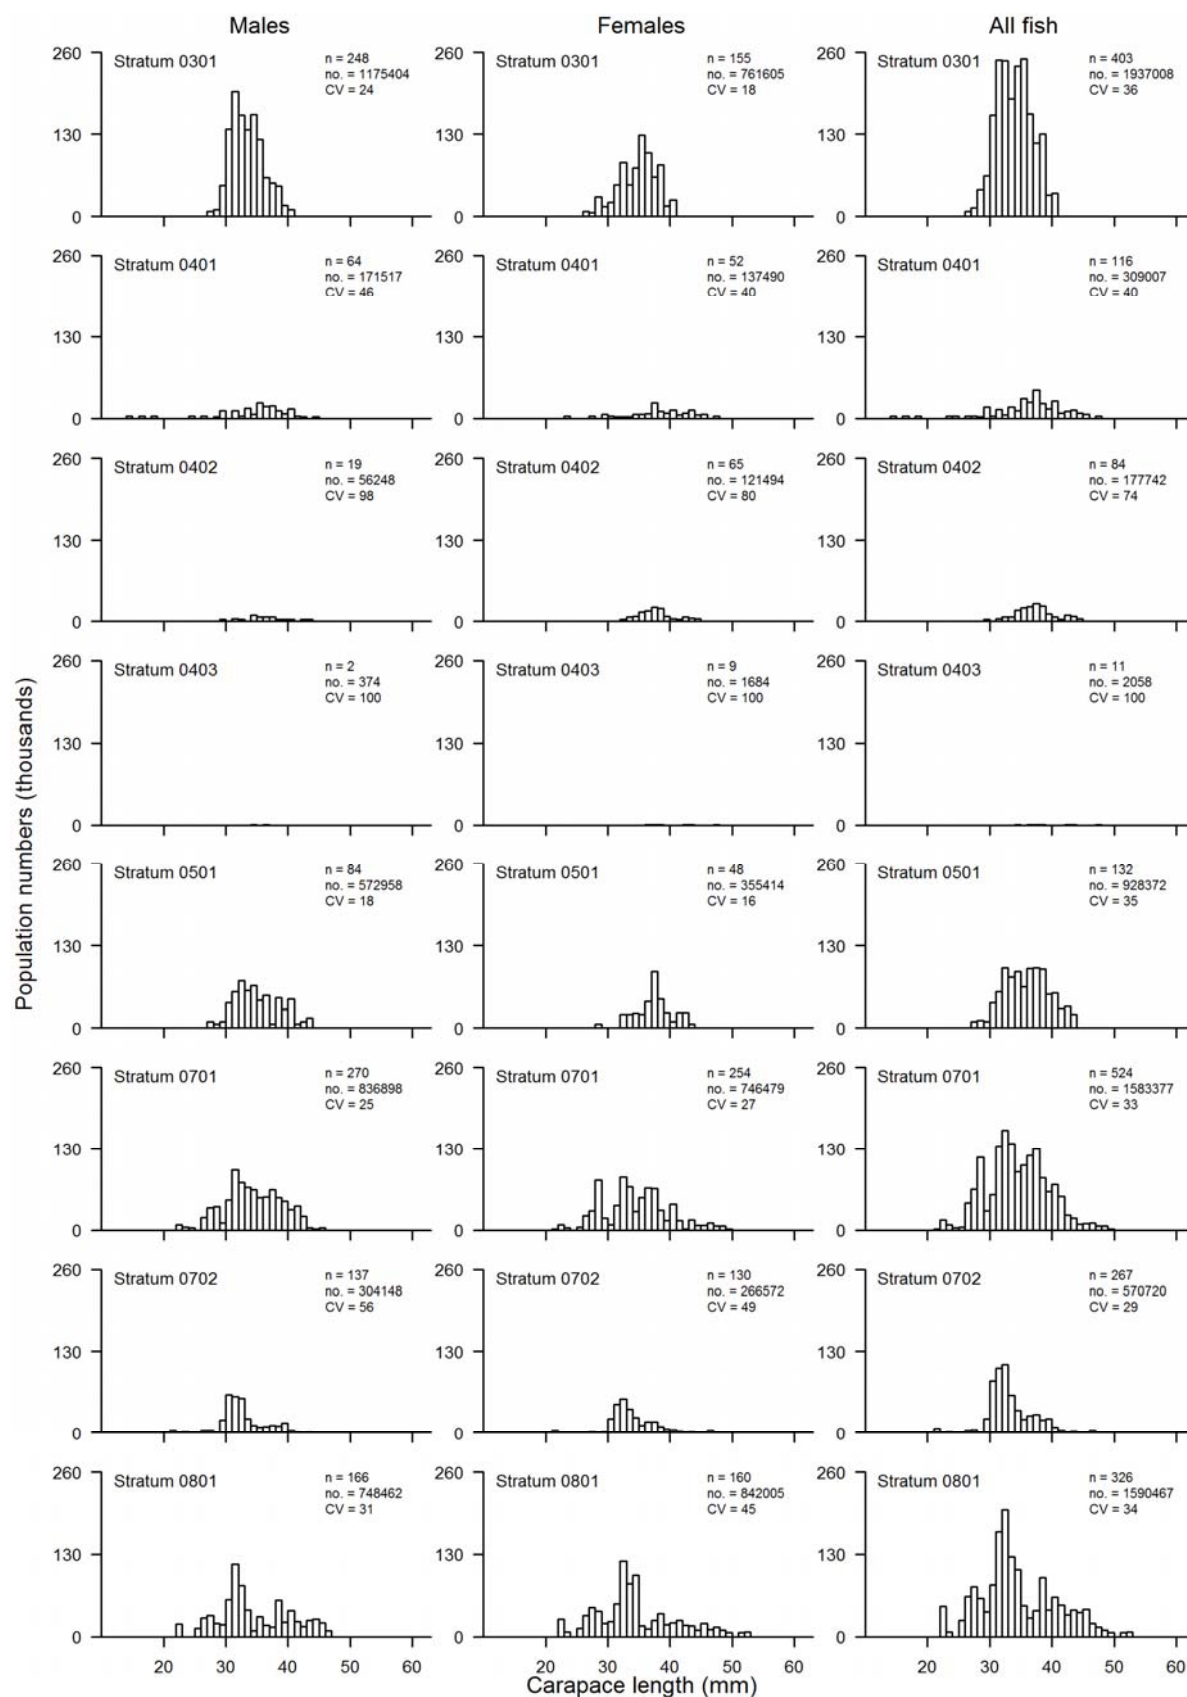 Males Females All fish
260 Stratum 0301 n = 248 260 Stratum 0301 n = 155 260 Stratum 0301 n = 403
no. = 1175404 no. = 761605 no. = 1937008
CV = 24 CV = 18 CV = 36
130 130 130
0 0 0
260 Stratum 0401 n = 64 260 Stratum 0401 n = 52 260 Stratum 0401 n = 116
no. = 171517 no. = 137490 no. = 309007
CV = 46 CV = 40 CV = 40
130 130 130
0 0 0
260 Stratum 0402 n = 19 260 Stratum 0402 n = 65 260 Stratum 0402 n = 84
no. = 56248 no. = 121494 no. = 177742
CV = 98 CV = 80 CV = 74
130 130 130
0 0 0
260 Stratum 0403 n = 2 260 Stratum 0403 n = 9 260 Stratum 0403 n = 11
no. = 374 no. = 1684 no. = 2058
CV = 100 CV = 100 CV = 100
130 130 130
0 0 0
Population numbers (thousands)
260 Stratum 0501 n = 84 260 Stratum 0501 n = 48 260 Stratum 0501 n = 132
no. = 572958 no. = 355414 no. = 928372
CV = 18 CV = 16 CV = 35
130 130 130
0 0 0
260 Stratum 0701 n = 270 260 Stratum 0701 n = 254 260 Stratum 0701 n = 524
no. = 836898 no. = 746479 no. = 1583377
CV = 25 CV = 27 CV = 33
130 130 130
0 0 0
260 Stratum 0702 n = 137 260 Stratum 0702 n = 130 260 Stratum 0702 n = 267
no. = 304148 no. = 266572 no. = 570720
CV = 56 CV = 49 CV = 29
130 130 130
0 0 0
260 Stratum 0801 n = 166 260 Stratum 0801 n = 160 260 Stratum 0801 n = 326
no. = 748462 no. = 842005 no. = 1590467
CV = 31 CV = 45 CV = 34
130 130 130
0 0 0
20 30 40 50 60 20 30 40 50 60 20 30 40 50 60
Carapace length (mm)